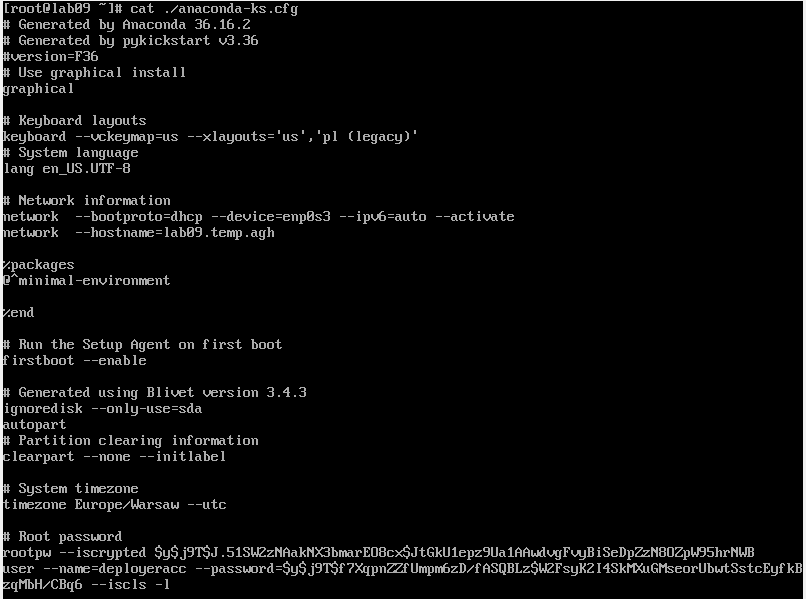 [root@lab09 ~]# cat ./anaconda-ks.cfg
# Generated by Anaconda 36.16.2
# Generated by pykickstart v3.36
#version=F36
# Use graphical install
graphical
# Keyboard layouts
keyboard --vckeymap=us --xlayouts='us','pl (legacy)'
# System language
lang en_US.UTF-8
# Network information
network  --bootproto=dhcp --device=enp0s3 --ipv6=auto --activate
network  --hostname=lab09.temp.agh
%packages
@^minimal-environment
%end
# Run the Setup Agent on first boot
firstboot --enable
# Generated using Blivet version 3.4.3
ignoredisk --only-use=sda
autopart
# Partition clearing information
clearpart --none --initlabel
# System timezone
timezone Europe/Warsaw --utc
# Root password
rootpw --iscrypted $y$j9T$J.51SWZzNAakNX3bmarEO8cx$JtGkU1epz9Ua1AAwdvgFvyBiSeDpZzN8OZpW95hrNWB
user --name=deployeracc --password=$y$j9T$f7XqpnZZfUmpm6zD/fASQBLz$W2FsyK2I4SkMXuGMseorUbwtSstcEyfkB
zqMbH/CBq6 --iscls -l